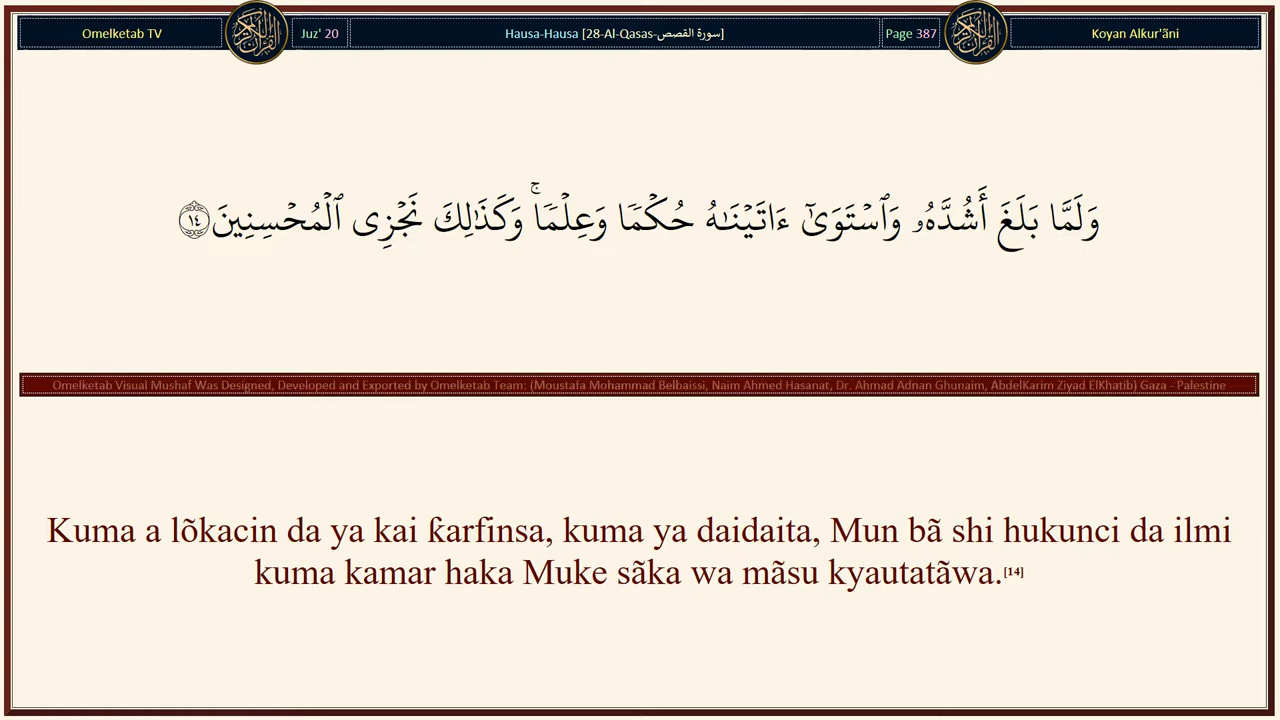 Omelketab TV
Juz' 20
Hausa-Hausa [28-Al-Qasas-سورة القصص]
Page 387
Koyan Alƙur'ãni
وَلَمَّا بَلَغَ أَشُدَّهُۥ وَٱسۡتَوَىٰٓ ءَاتَيۡنَٰهُ حُكۡمٗا وَعِلۡمٗاۚ وَكَذَٰلِكَ نَجۡزِي ٱلۡمُحۡسِنِينَ ١٤
Omelketab Visual Mushaf Was Designed, Developed and Exported by Omelketab Team: (Moustafa Mohammad Belbaissi, Naim Ahmed Hasanat, Dr. Ahmad Adnan Ghunaim, AbdelKarim Ziyad ElKhatib) Gaza - Palestine
Kuma a lõkacin da ya kai ƙarfinsa, kuma ya daidaita, Mun bã shi hukunci da ilmi
kuma kamar haka Muke sãka wa mãsu kyautatãwa.[14]